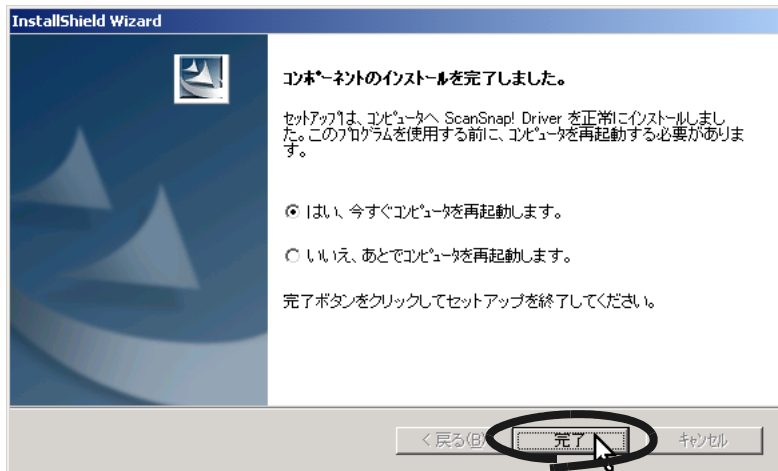 InstallShield Wizard
コンポーネントのインストールを完了しました。
セットアップは、コンピュータへ ScanSnap! Driver を正常にインストールしまし
た。このプログラムを使用する前に、コンピュータを再起動する必要がありま
す。
はい、今すぐコンピュータを再起動します。
いいえ、あとでコンピュータを再起動します。
完了ボタンをクリックしてセットアップを終了してください。
< 戻る(B) 完了 キャンセル